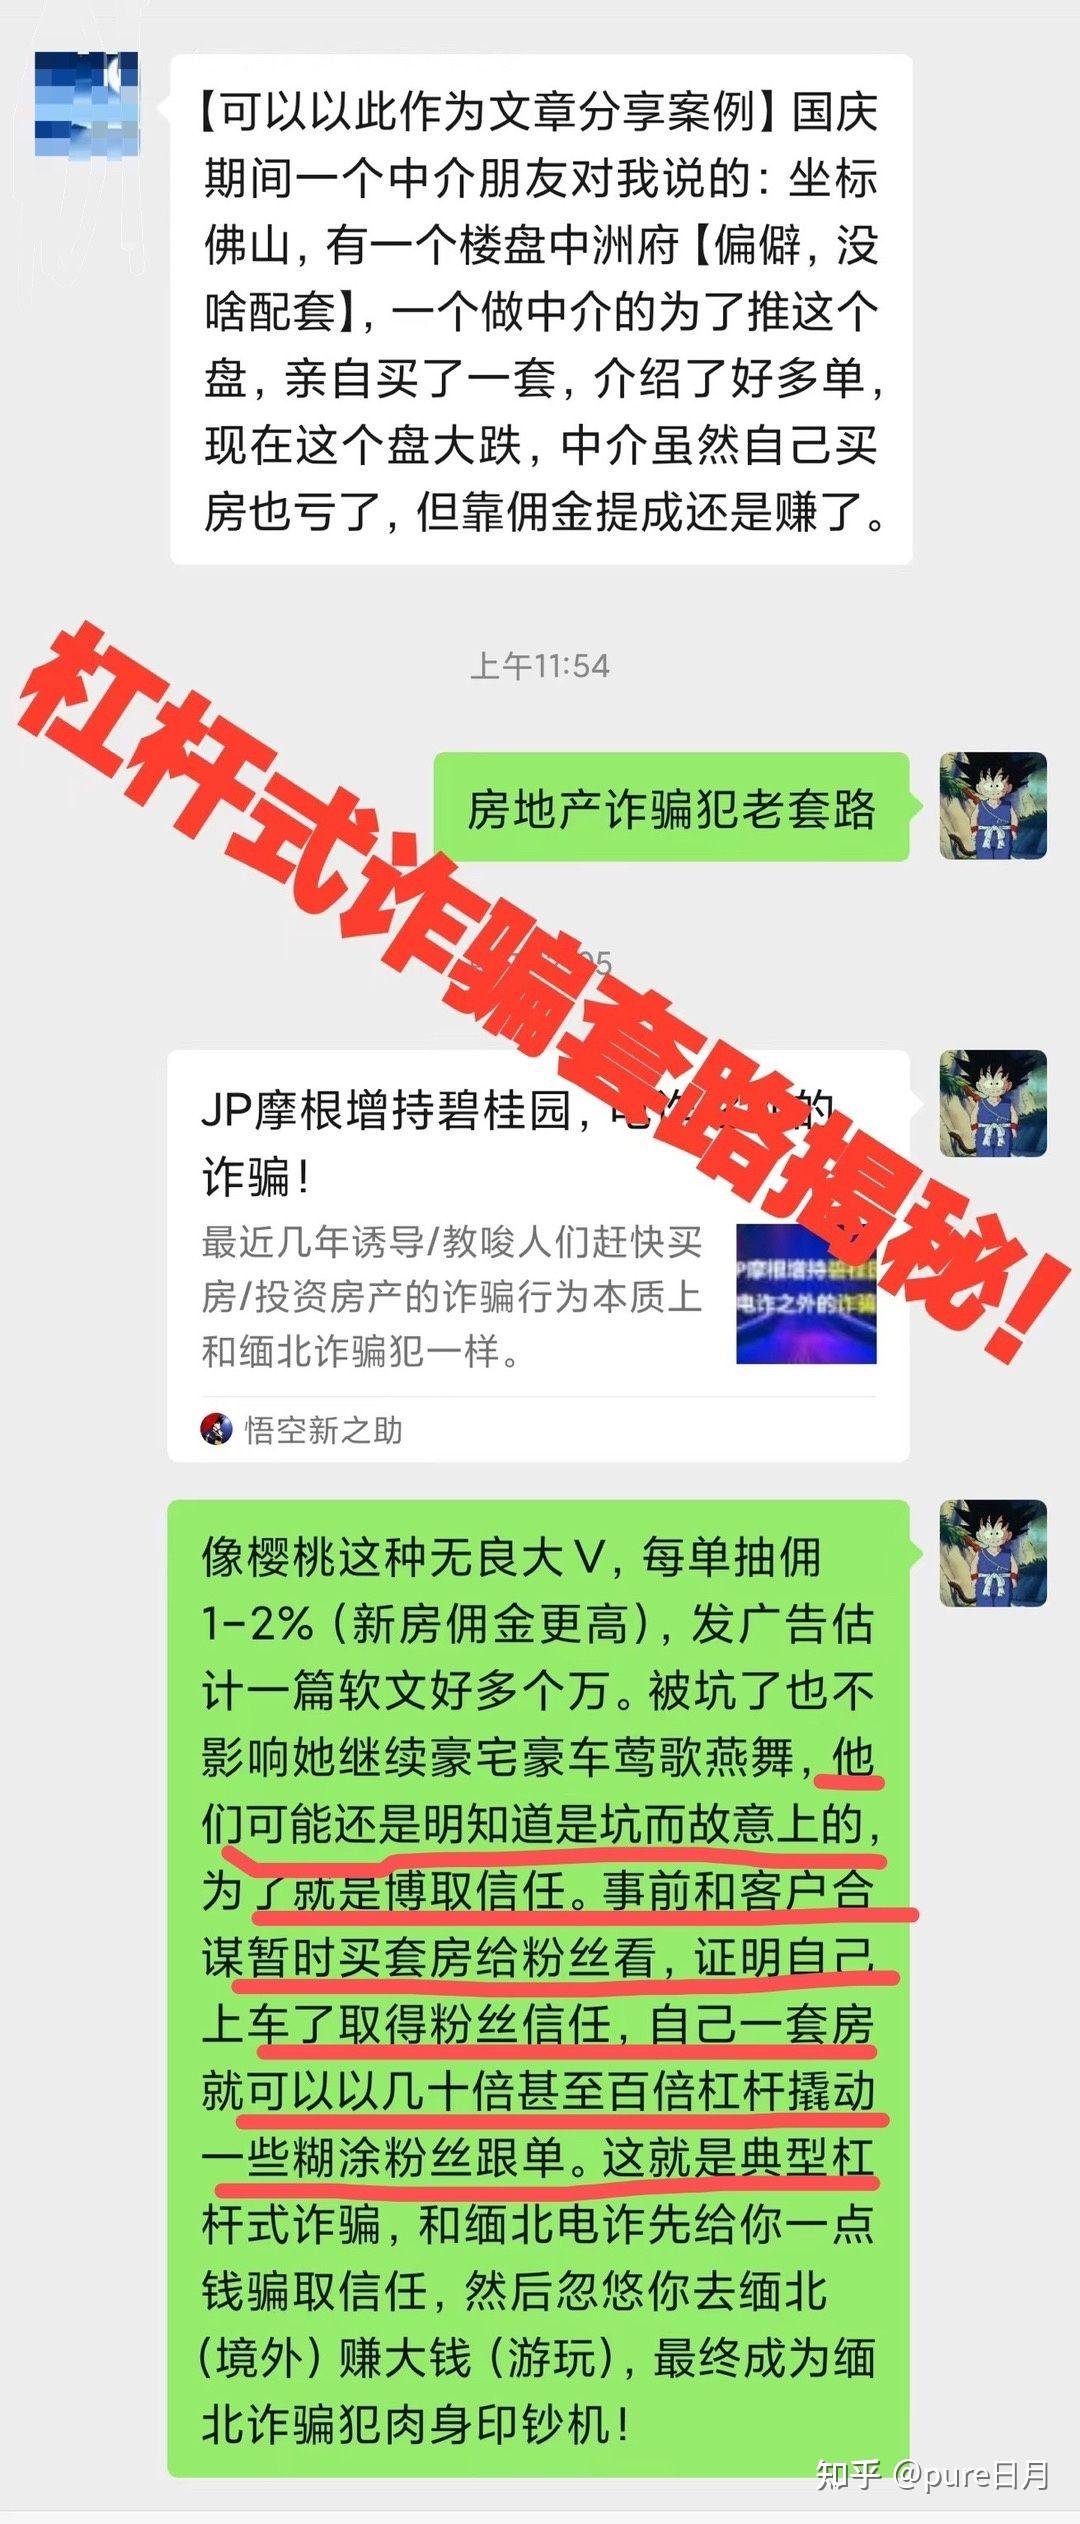 【可以以此作为文章分享案例】国庆
期间一个中介朋友对我说的：坐标
佛山，有一个楼盘中洲府【偏僻，没
啥配套】，一个做中介的为了推这个
盘，亲自买了一套，介绍了好多单，
现在这个盘大跌，中介虽然自己买
房也亏了，但靠佣金提成还是赚了。
上午11:54
杠杆式诈骗套路揭秘！
房地产诈骗犯老套路
JP摩根增持碧桂园，电诈之外的
诈骗！
最近几年诱导/教唆人们赶快买
房/投资房产的诈骗行为本质上
和缅北诈骗犯一样。
P摩根增持碧桂园
电诈之外的诈骗
悟空新之助
像樱桃这种无良大V，每单抽佣
1-2%（新房佣金更高），发广告估
计一篇软文好多个万。被坑了也不
影响她继续豪宅豪车莺歌燕舞，他
们可能还是明知道是坑而故意上的，
为了就是博取信任。事前和客户合
谋暂时买套房给粉丝看，证明自己
上车了取得粉丝信任，自己一套房
就可以以几十倍甚至百倍杠杆撬动
一些糊涂粉丝跟单。这就是典型杠
杆式诈骗，和缅北电诈先给你一点
钱骗取信任，然后忽悠你去缅北
（境外）赚大钱（游玩），最终成为缅
北诈骗犯肉身印钞机！
知乎 @pure日月